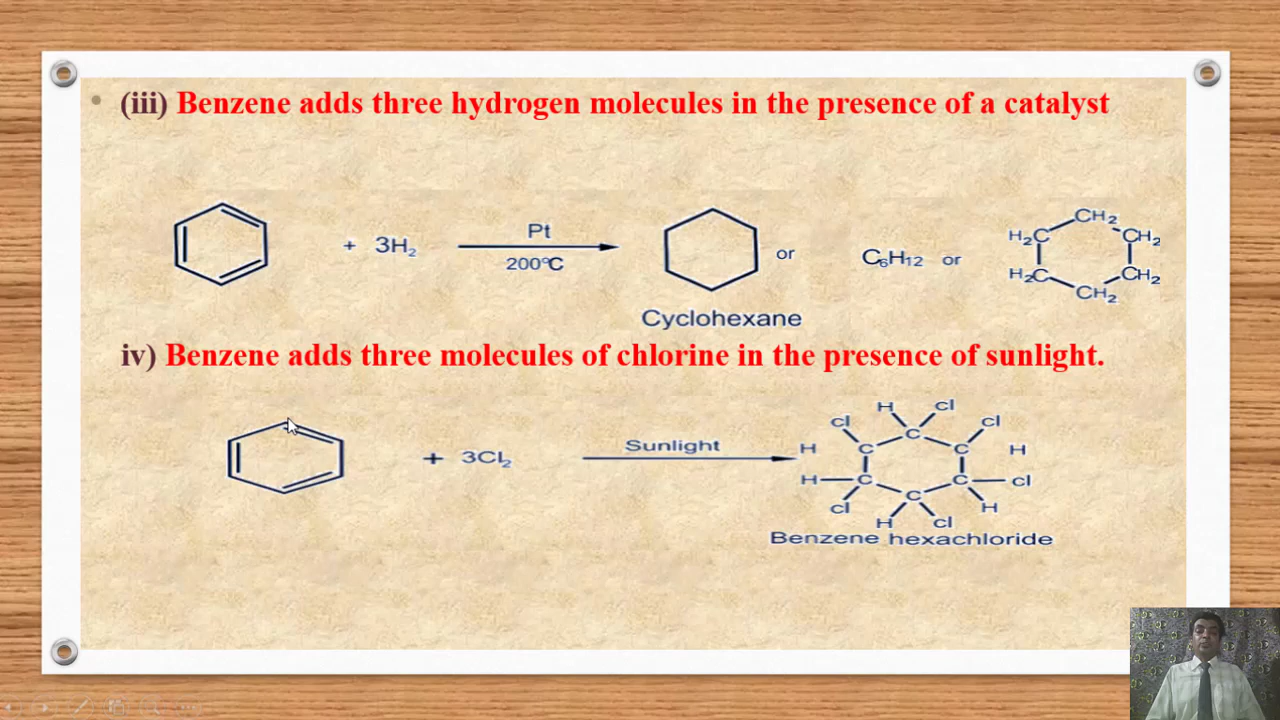 • (iii) Benzene adds three hydrogen molecules in the presence of a catalyst
+ 3H₂
Pt
200°C
or
C₆H₁₂ or
CH₂
H₂C CH₂
H₂C CH₂
CH₂
Cyclohexane
iv) Benzene adds three molecules of chlorine in the presence of sunlight.
+ 3Cl₂
Sunlight
H Cl
Cl C Cl
H C C H
H C C Cl
Cl C H
H Cl
Benzene hexachloride